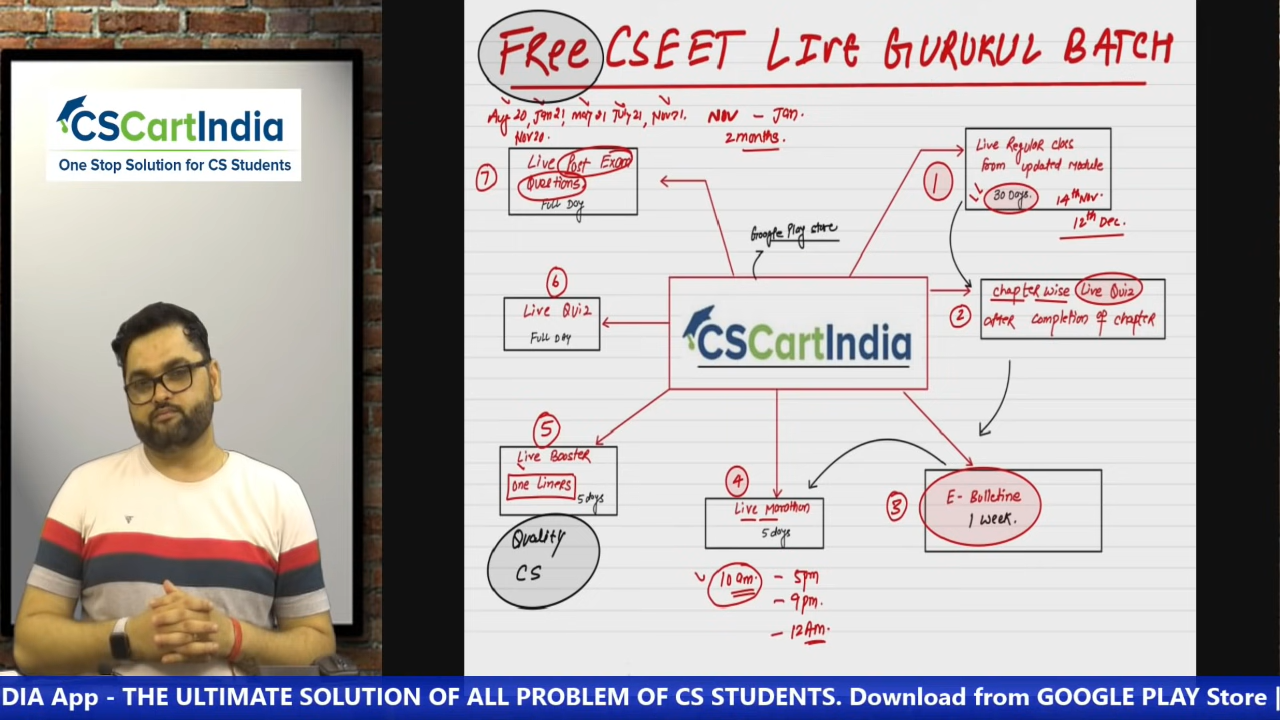 CSCartIndia
One Stop Solution for CS Students
FRee CSEET LIve GURUKUL BATCH
Aug 20, Jan 21, may 21, July 21, Nov 21.
Nov 20.
Nov - Jan.
2 months.
1
Live Regular class
from updated module
30 Days.
14th Nov.
12th Dec.
7
Live Post Exam
Questions
Full Day
Google Play store
6
Live Quiz
Full Day
CSCartIndia
2
chapter wise Live Quiz
after completion of chapter
5
Live Booster
one Liners
5 days
4
Live Marathon
5 days
3
E- Bulletine
1 week.
Quality
CS
10 am. - 5pm
- 9pm.
- 12 Am.
DIA App - THE ULTIMATE SOLUTION OF ALL PROBLEM OF CS STUDENTS. Download from GOOGLE PLAY Store |